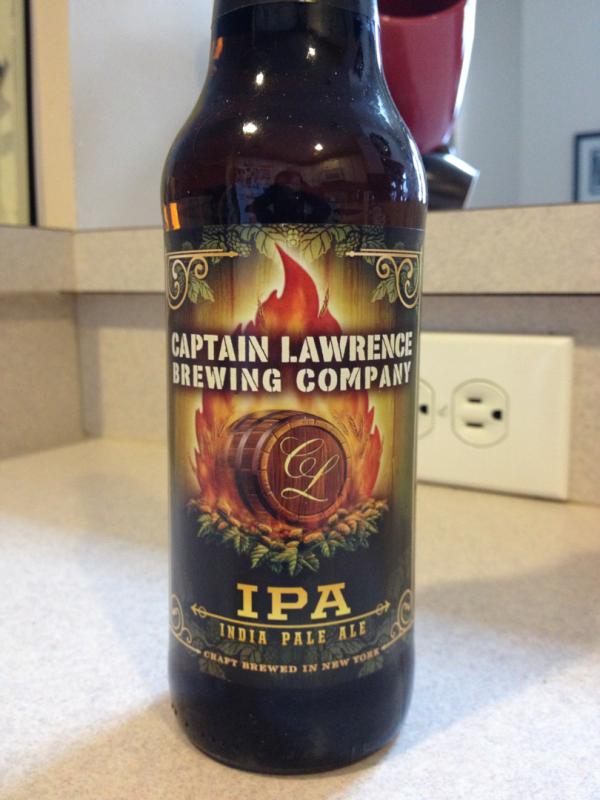 CAPTAIN LAWRENCE
BREWING COMPANY
CL
IPA
INDIA PALE ALE
CRAFT BREWED IN NEW YORK